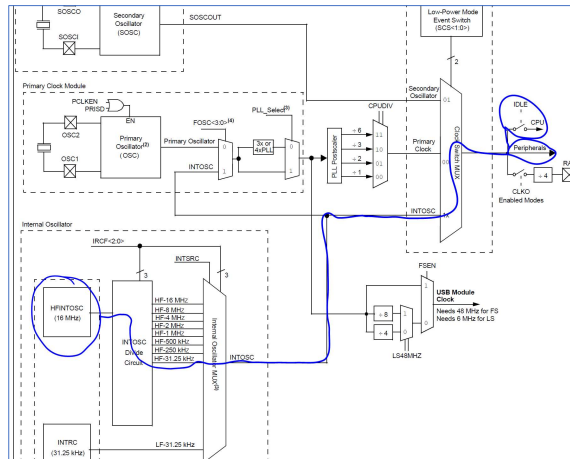 SOSCO
SOSCI
Secondary
Oscillator
(SOSC)
SOSCOUT
Low-Power Mode
Event Switch
(SCS<1:0>)
2
Primary Clock Module
PCLKEN
PRISD
EN
OSC2
OSC1
Primary
Oscillator(2)
(OSC)
Primary Oscillator
FOSC<3:0>(4)
0
1
INTOSC
3x or
4xPLL
PLL_Select(3)
0
1
PLL Postscaler
÷ 6
÷ 3
÷ 2
÷ 1
CPUDIV
11
10
01
00
Primary
Clock
Secondary
Oscillator
01
00
1x
INTOSC
Clock Switch MUX
IDLE
CPU
Peripherals
RA
÷ 4
CLKO
Enabled Modes
Internal Oscillator
IRCF<2:0>
3
3
INTSRC
HFINTOSC
(16 MHz)
INTOSC
Divide
Circuit
HF-16 MHz
HF-8 MHz
HF-4 MHz
HF-2 MHz
HF-1 MHz
HF-500 kHz
HF-250 kHz
HF-31.25 kHz
Internal Oscillator MUX
INTOSC
INTRC
(31.25 kHz)
LF-31.25 kHz
FSEN
1
0
÷ 8
÷ 4
1
0
LS48MHZ
USB Module
Clock
Needs 48 MHz for FS
Needs 6 MHz for LS